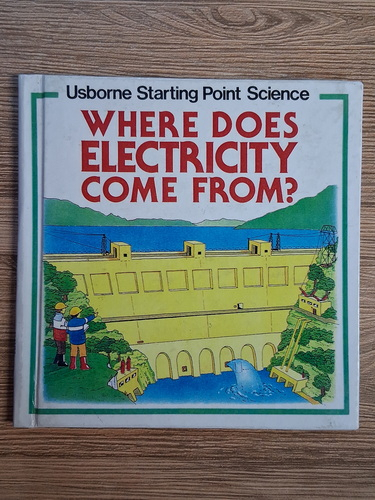 Usborne Starting Point Science
WHERE DOES
ELECTRICITY
COME FROM?